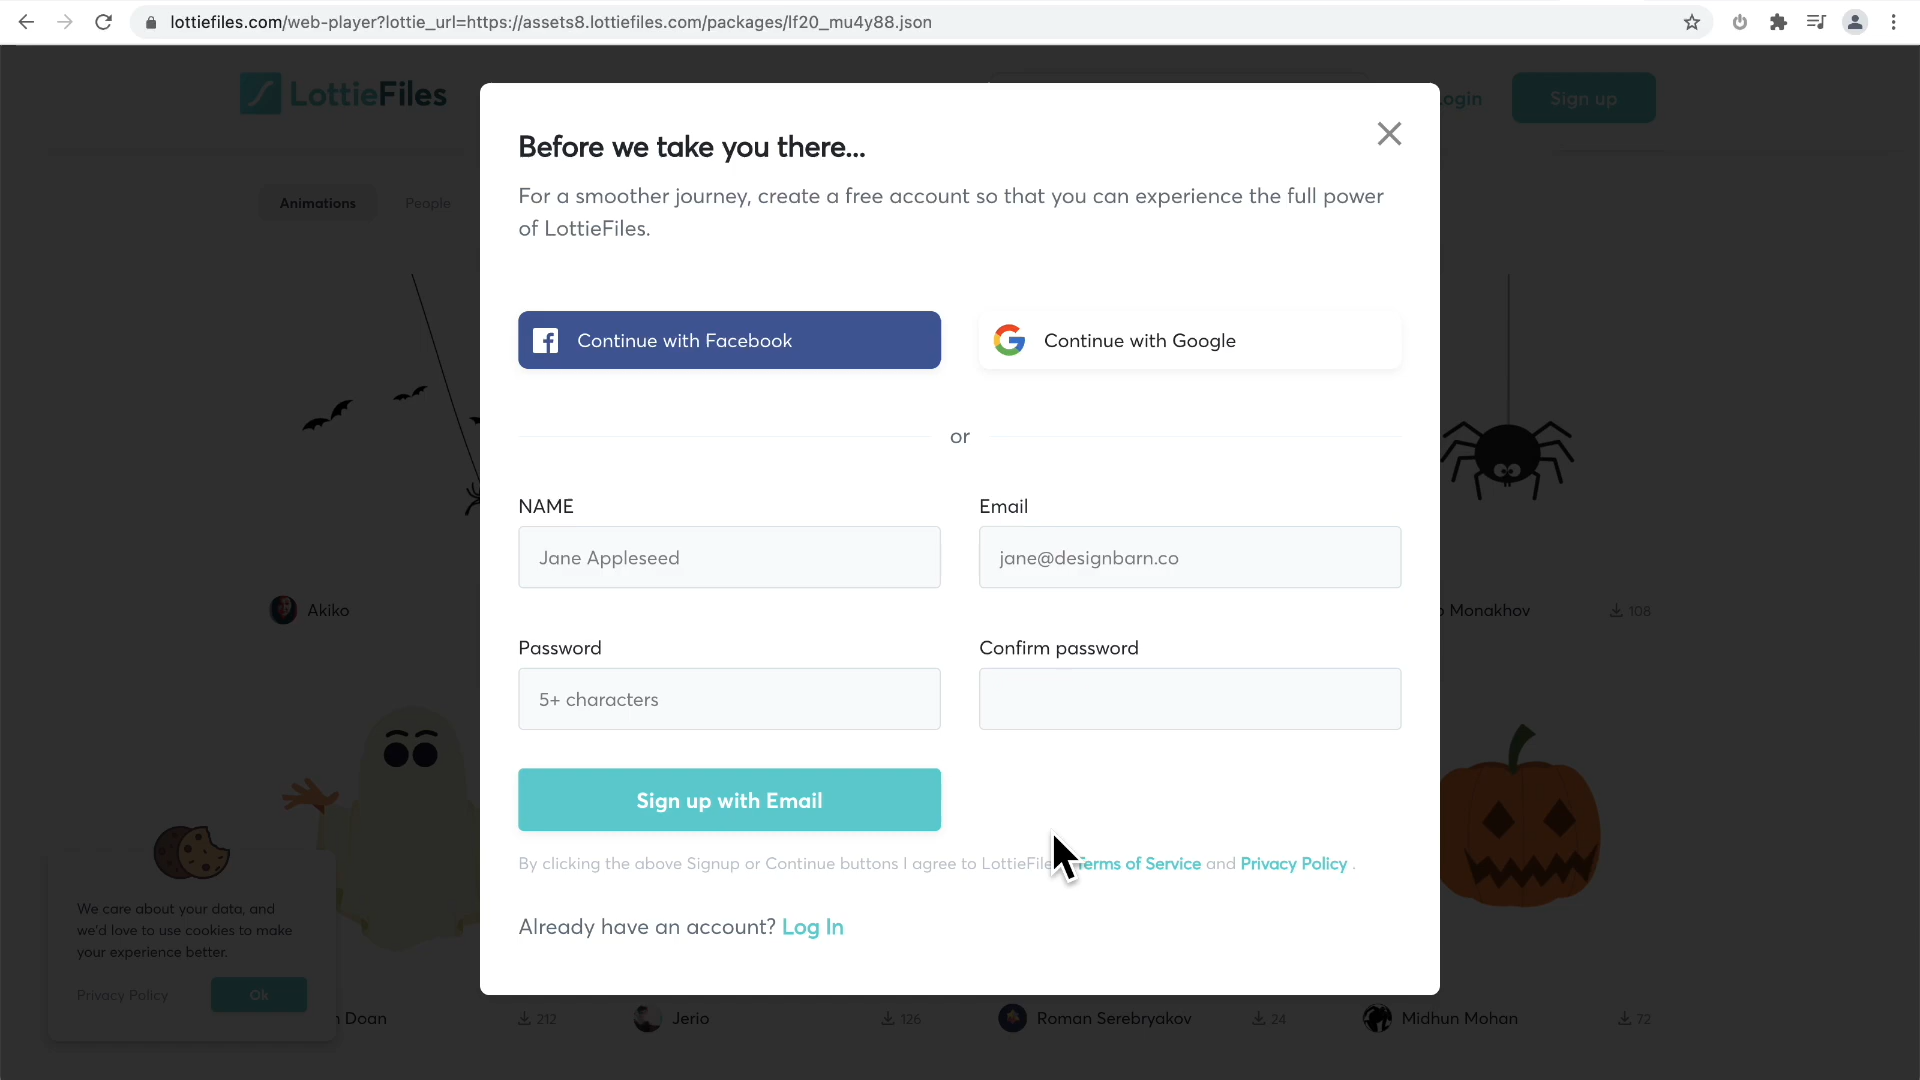 lottiefiles.com/web-player?lottie_url=https://assets8.lottiefiles.com/packages/lf20_mu4y88.json
LottieFiles
Login
Sign up
Before we take you there...
For a smoother journey, create a free account so that you can experience the full power
of LottieFiles.
Animations
People
Continue with Facebook
Continue with Google
or
NAME
Email
Jane Appleseed
jane@designbarn.co
Akiko
Monakhov
108
Password
Confirm password
5+ characters
Sign up with Email
By clicking the above Signup or Continue buttons I agree to LottieFile Terms of Service and Privacy Policy .
Already have an account? Log In
We care about your data, and
we'd love to use cookies to make
your experience better.
Privacy Policy
Ok
Doan
212
Jerio
126
Roman Serebryakov
24
Midhun Mohan
72